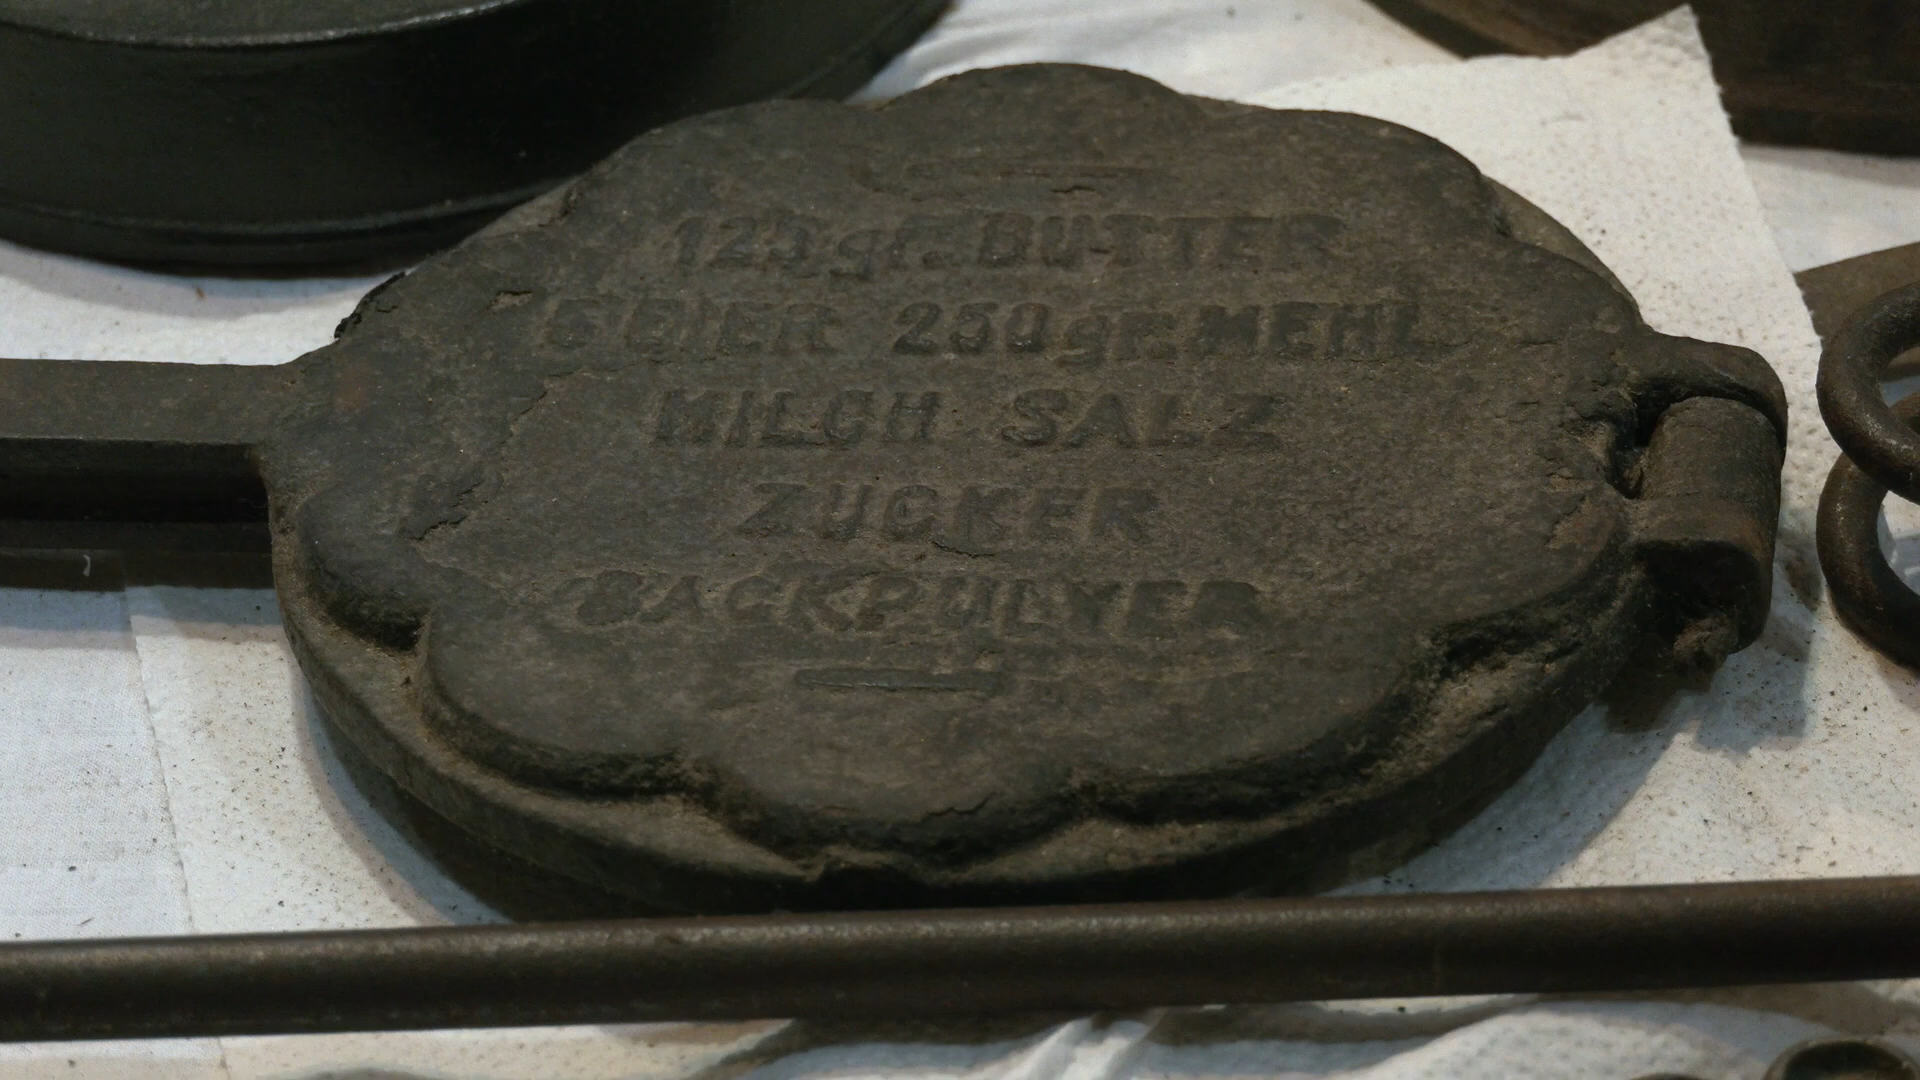 125 gr. BUTTER
6 EIER 250 gr. MEHL
MILCH SALZ
ZUCKER
BACKPULVER